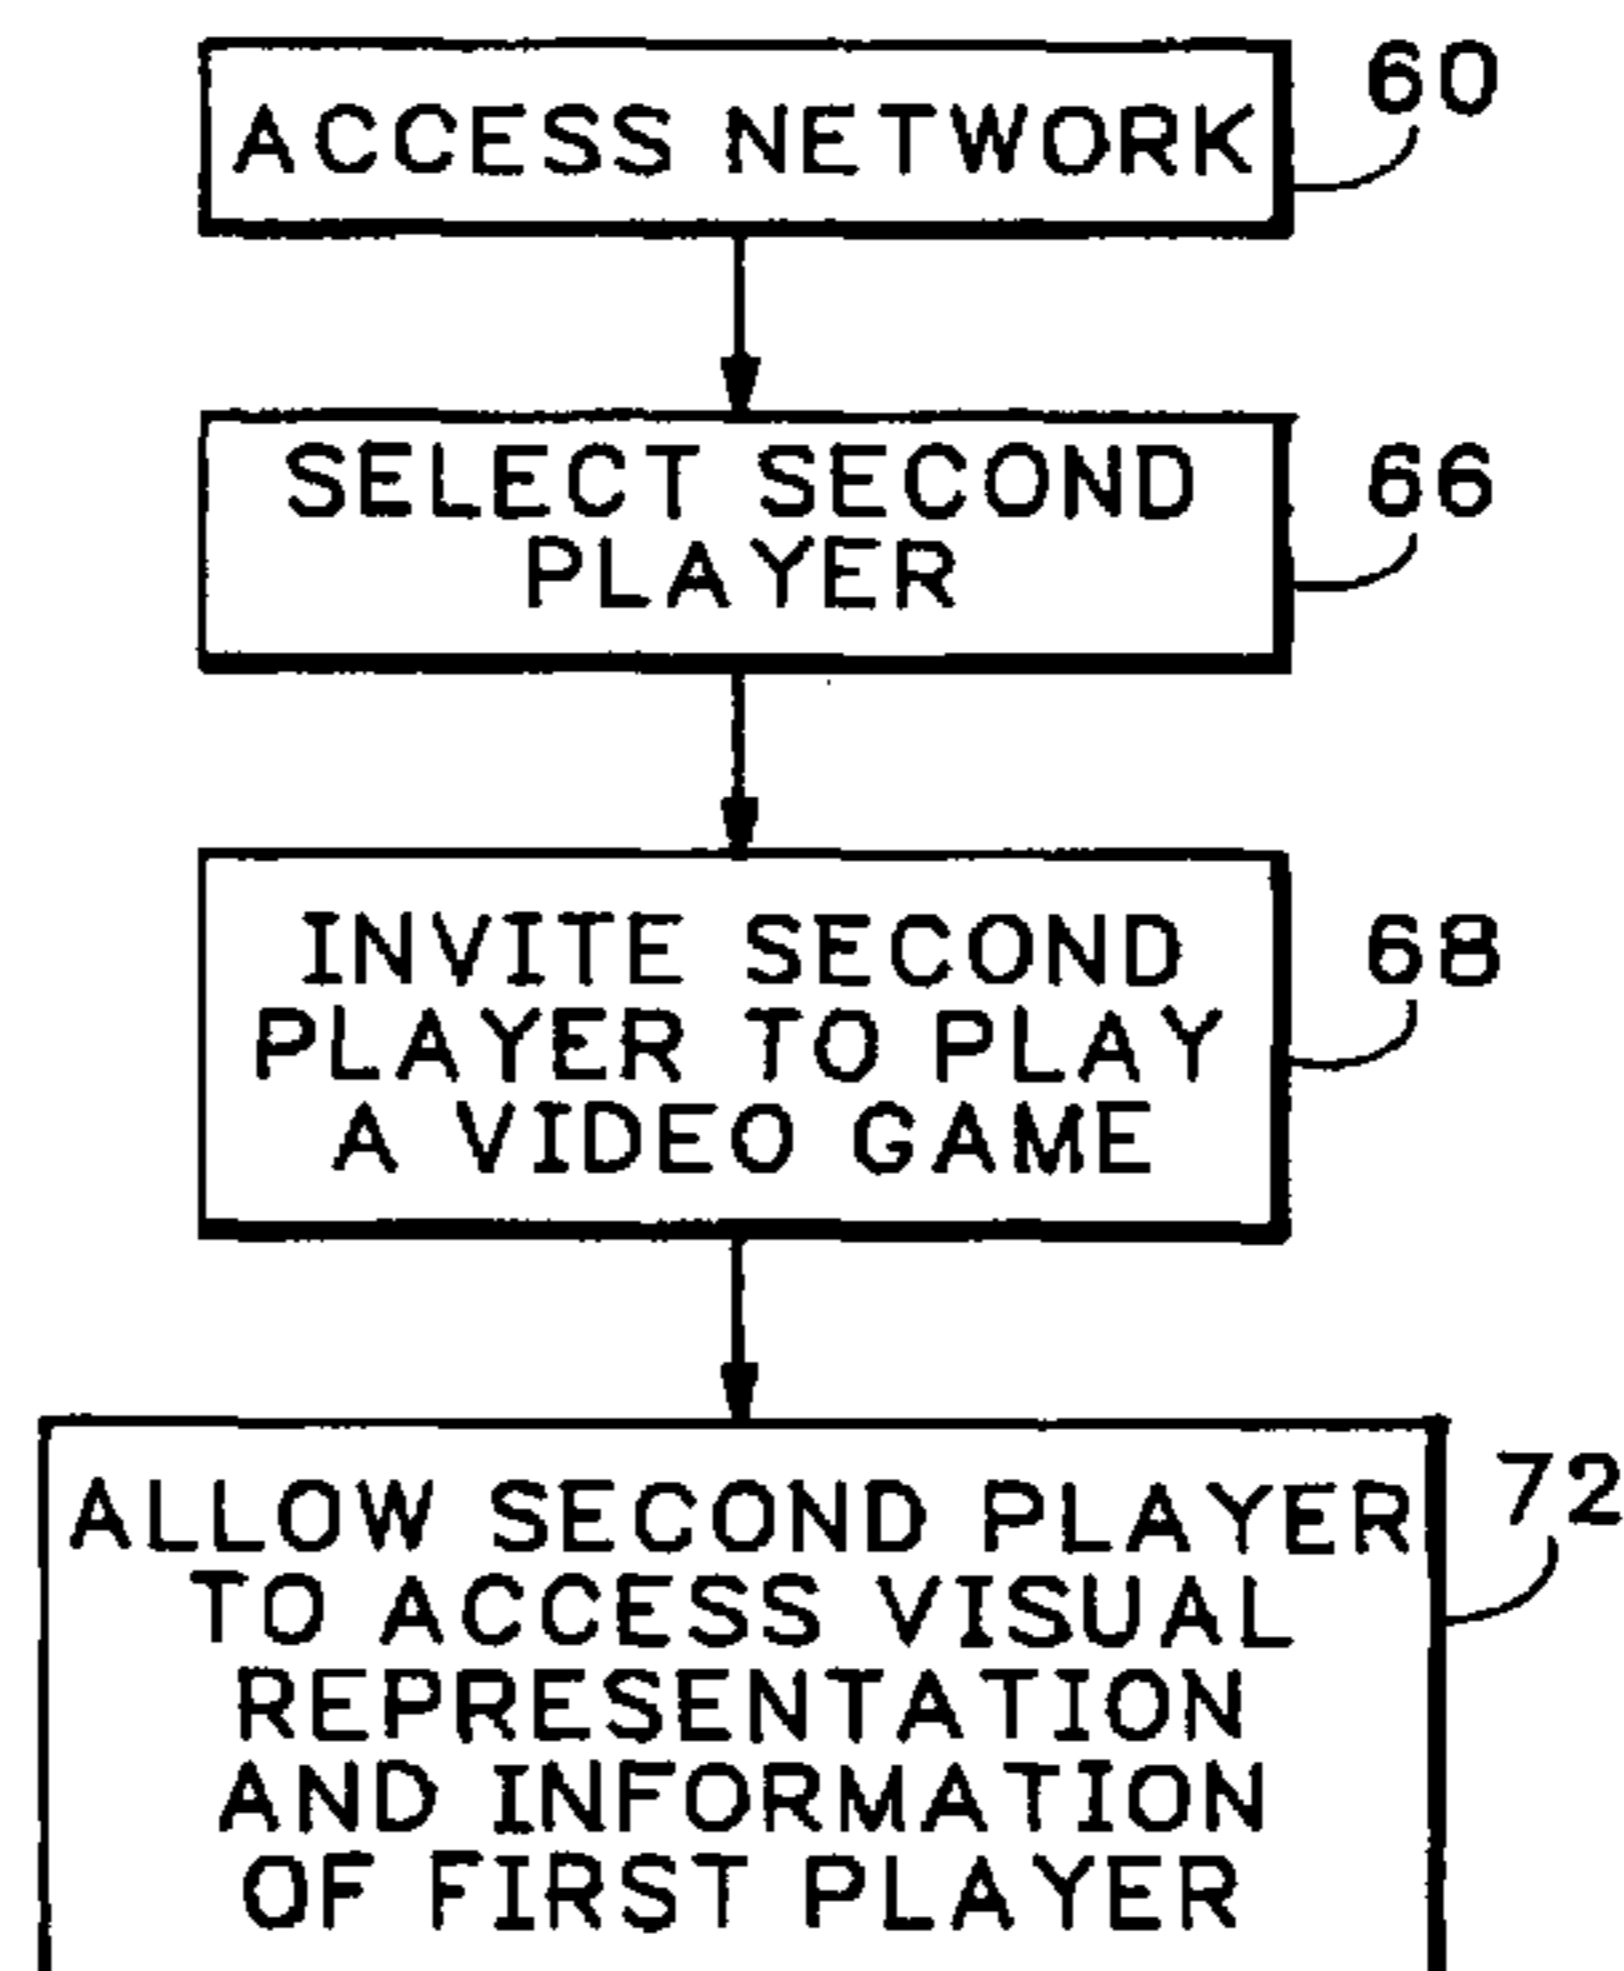 ACCESS NETWORK
60
SELECT SECOND
PLAYER
66
INVITE SECOND
PLAYER TO PLAY
A VIDEO GAME
68
ALLOW SECOND PLAYER
TO ACCESS VISUAL
REPRESENTATION
AND INFORMATION
OF FIRST PLAYER
72